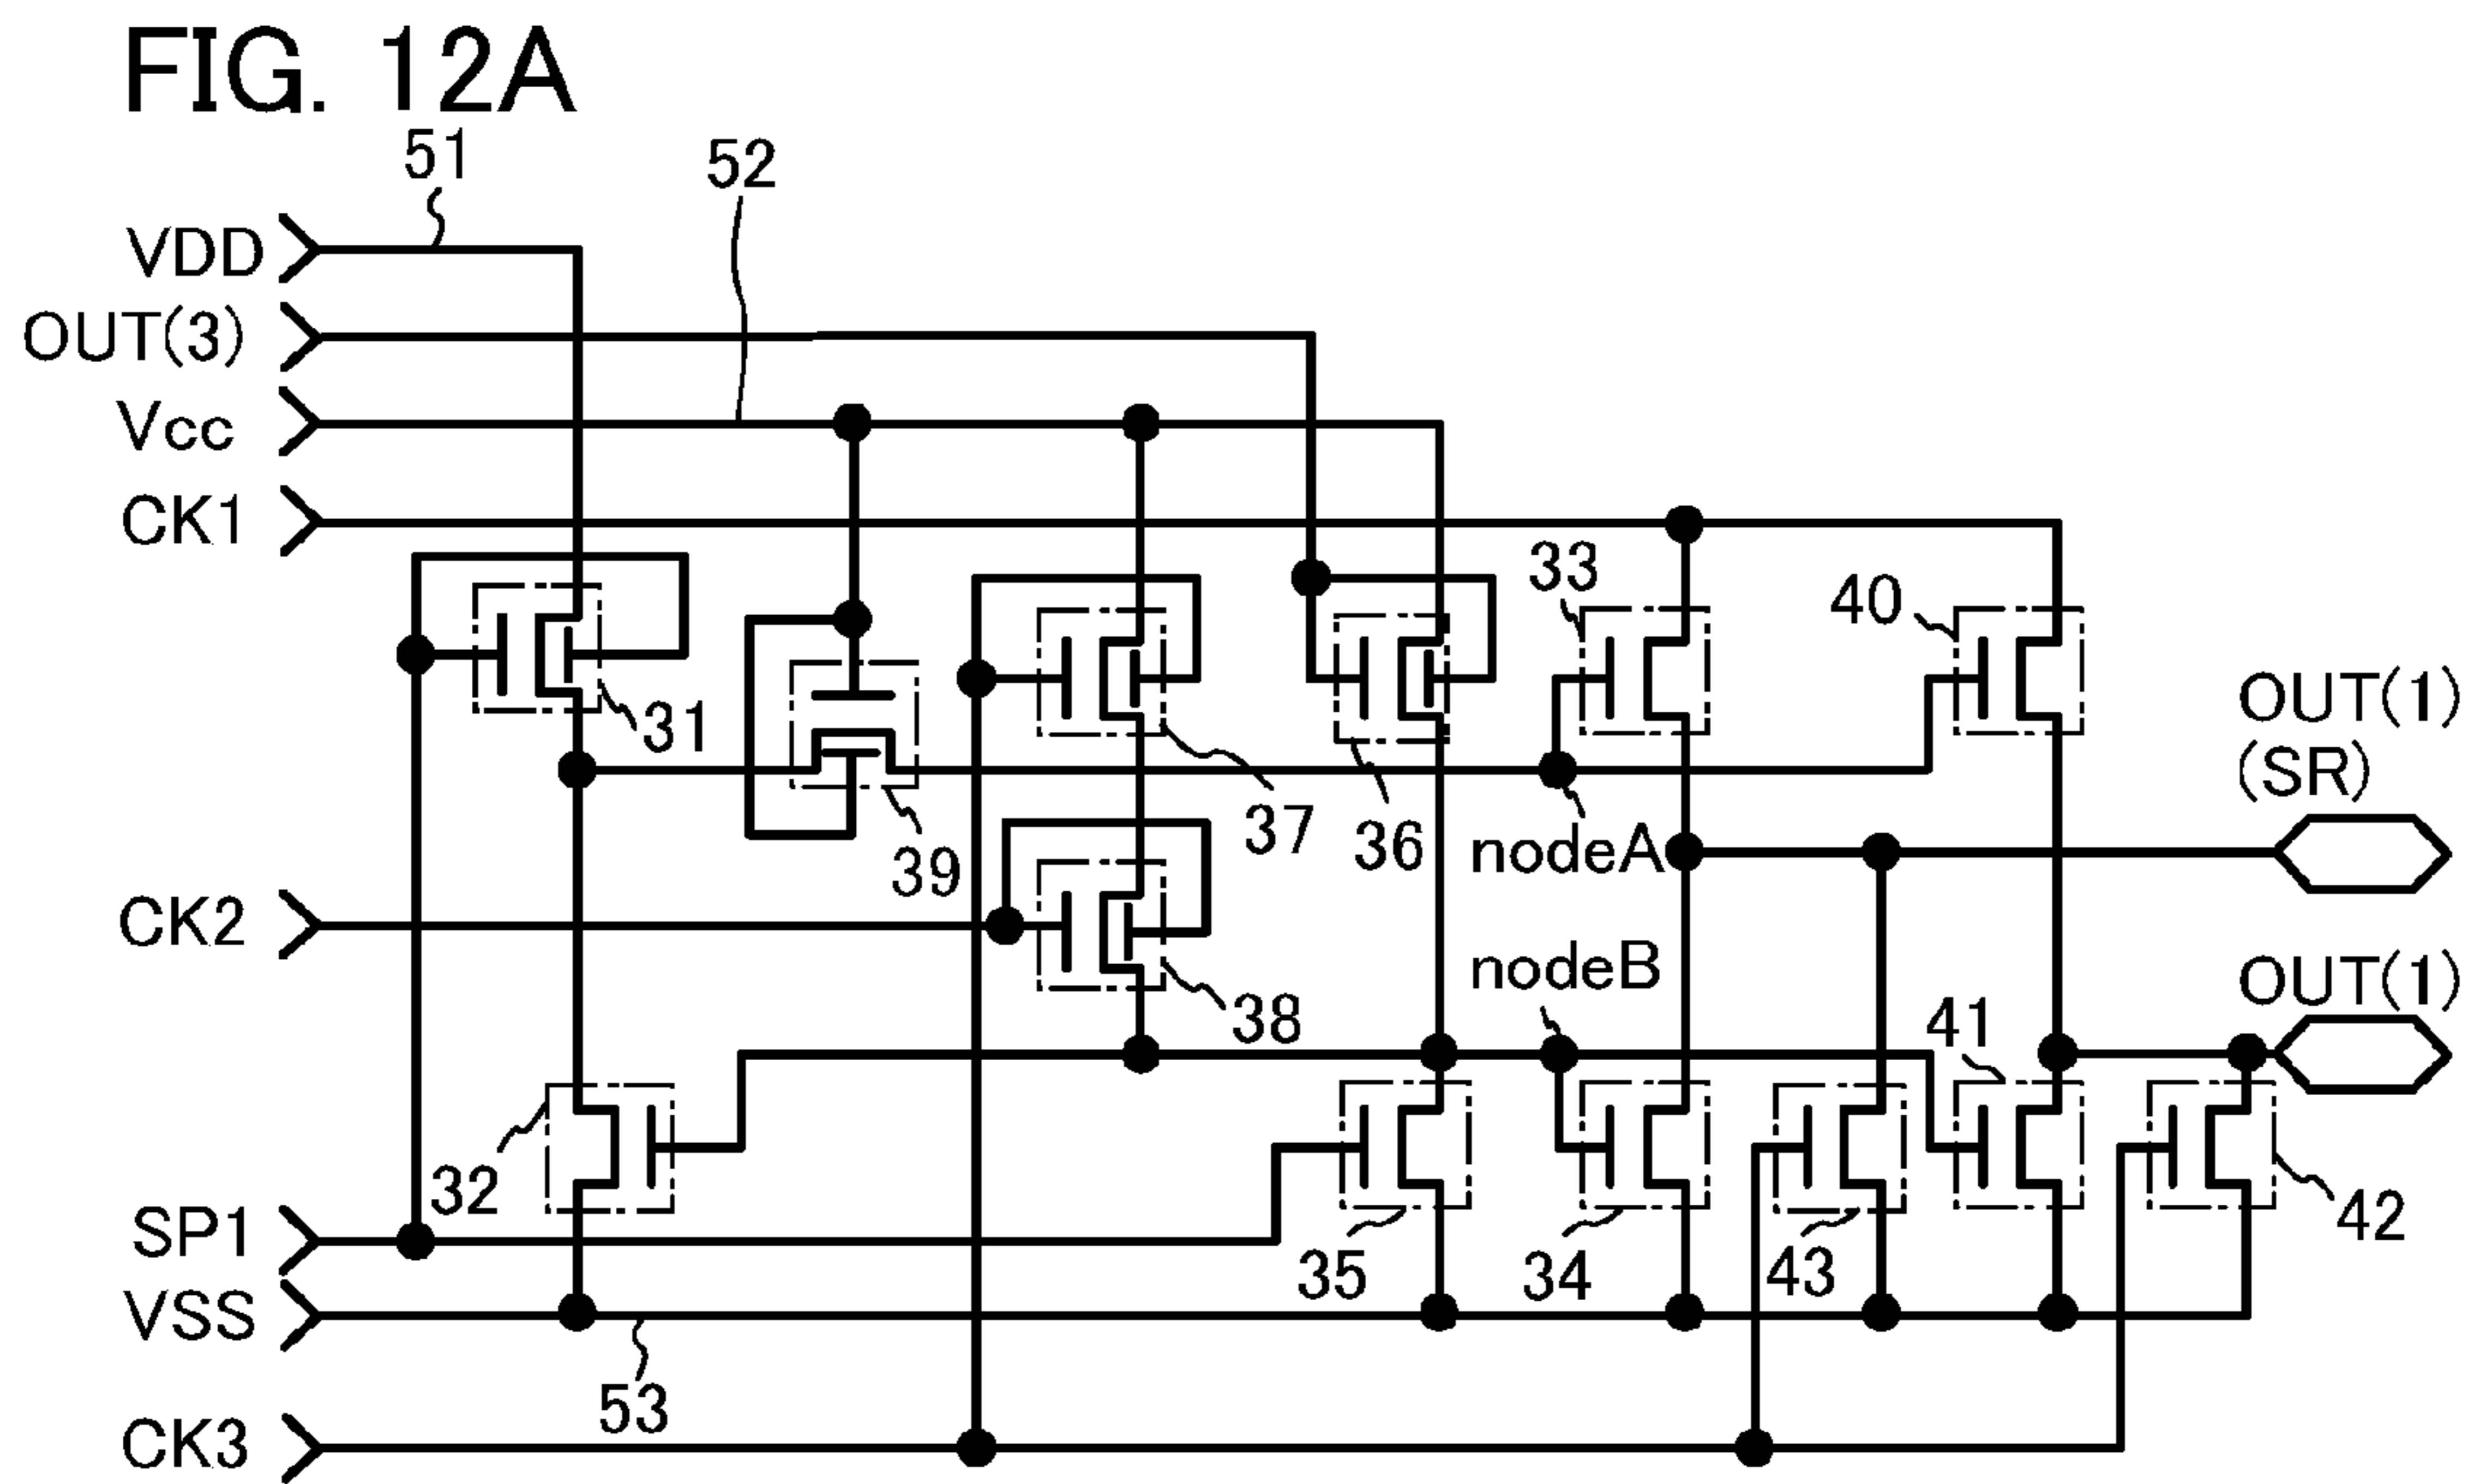 FIG. 12A
51
52
VDD
OUT(3)
Vcc
CK1
33
40
31
OUT(1)
(SR)
37
36
nodeA
39
CK2
nodeB
38
41
OUT(1)
32
SP1
35
34
43
42
VSS
53
CK3